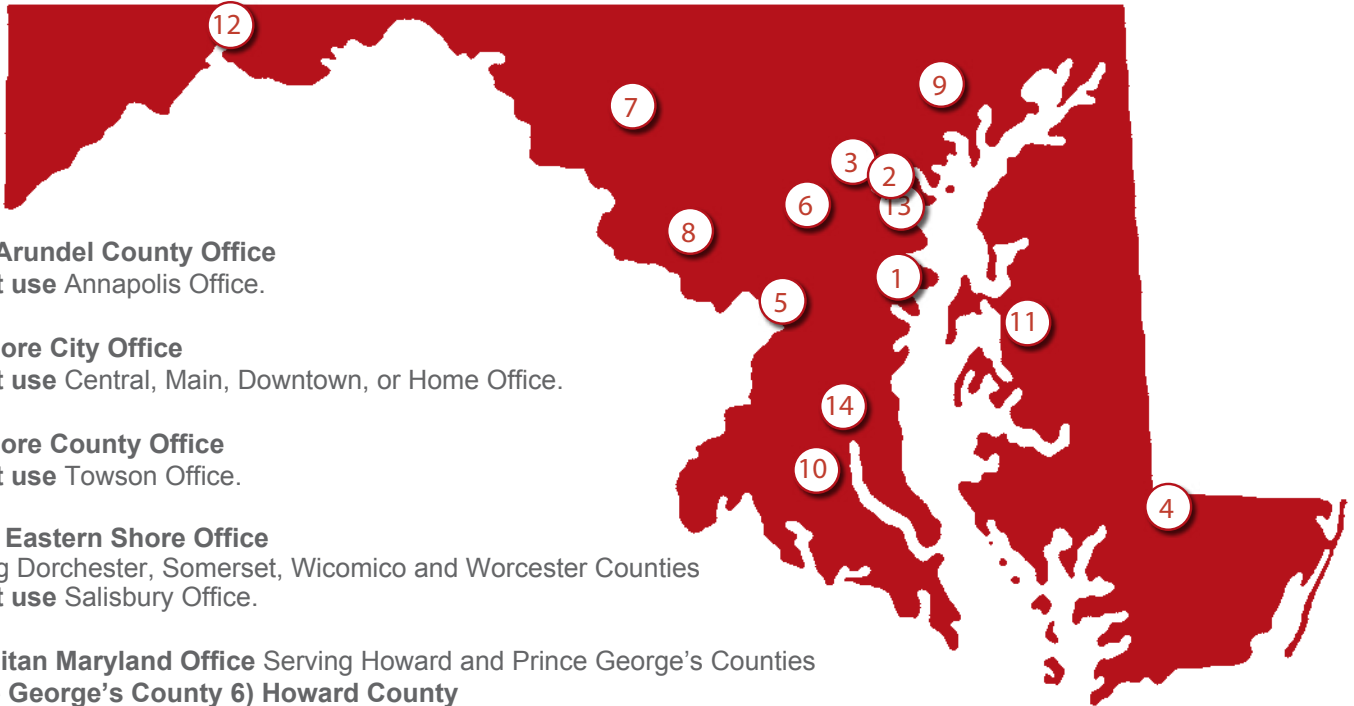 12
9
7
3
2
6
13
8
Arundel County Office
use Annapolis Office.
1
5
11
City Office
use Central, Main, Downtown, or Home Office.
14
County Office
use Towson Office.
10
4
Eastern Shore Office
Dorchester, Somerset, Wicomico and Worcester Counties
use Salisbury Office.
Maryland Office Serving Howard and Prince George’s Counties
George’s County 6) Howard County